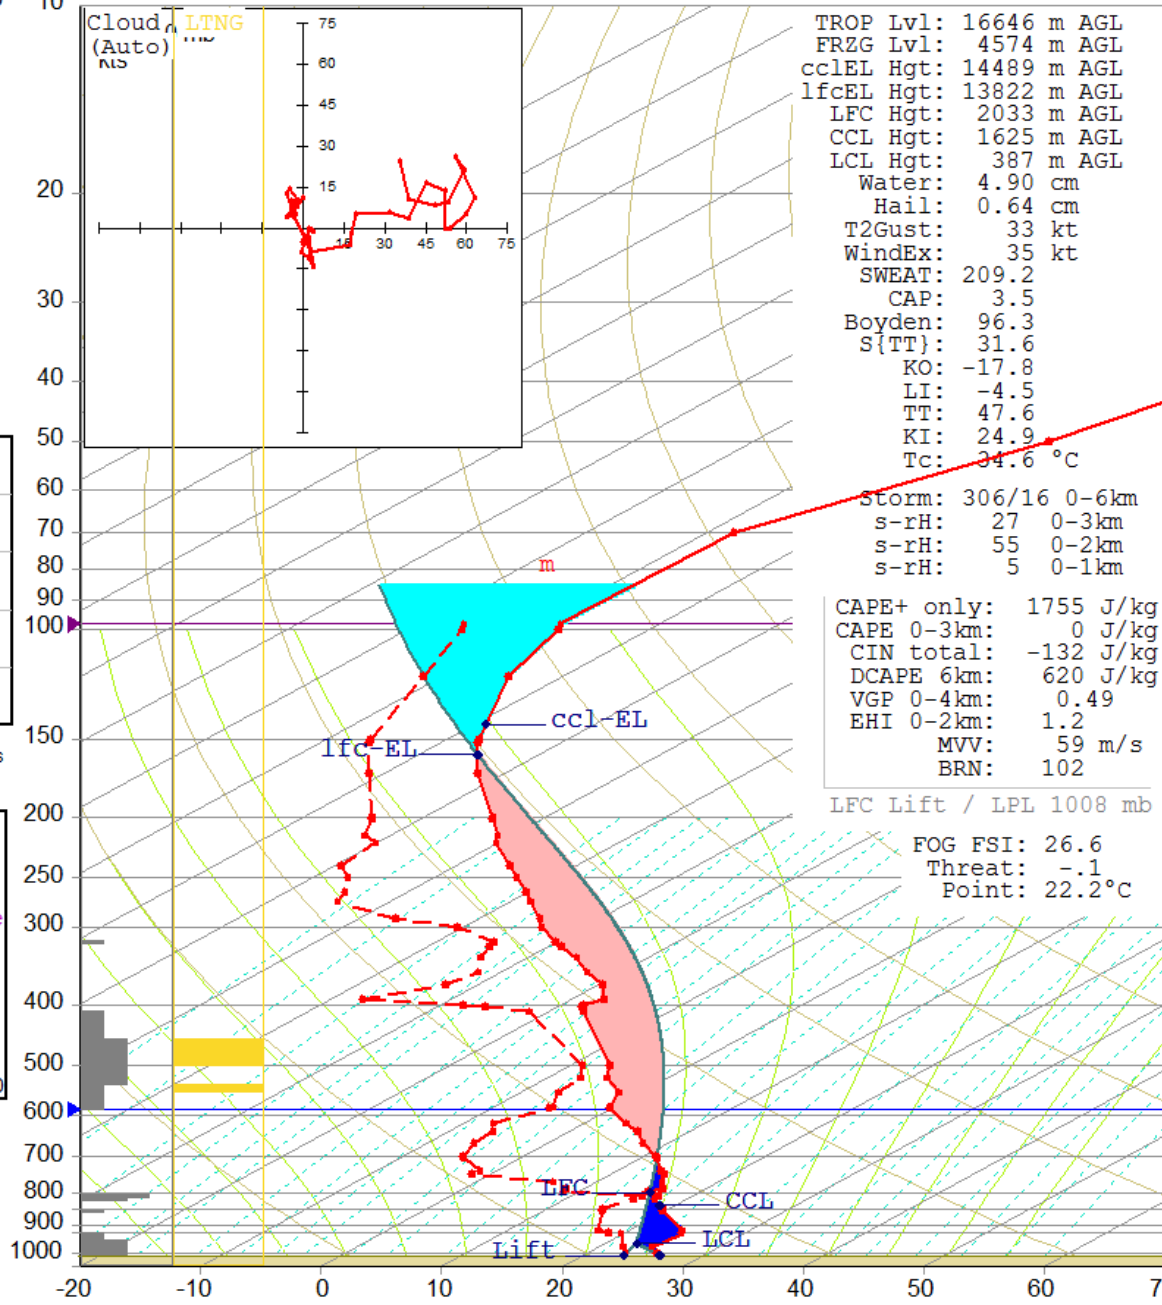 10
Cloud LTNG
(Auto)
mb
Kts
75
60
45
30
15
15 30 45 60 75
TROP Lvl: 16646 m AGL
FRZG Lvl: 4574 m AGL
cclEL Hgt: 14489 m AGL
lfcEL Hgt: 13822 m AGL
LFC Hgt: 2033 m AGL
CCL Hgt: 1625 m AGL
LCL Hgt: 387 m AGL
Water: 4.90 cm
Hail: 0.64 cm
T2Gust: 33 kt
WindEx: 35 kt
SWEAT: 209.2
CAP: 3.5
Boyden: 96.3
S{TT}: 31.6
KO: -17.8
LI: -4.5
TT: 47.6
KI: 24.9
Tc: 34.6 °C
Storm: 306/16 0-6km
s-rH: 27 0-3km
s-rH: 55 0-2km
s-rH: 5 0-1km
CAPE+ only: 1755 J/kg
CAPE 0-3km: 0 J/kg
CIN total: -132 J/kg
DCAPE 6km: 620 J/kg
VGP 0-4km: 0.49
EHI 0-2km: 1.2
MVV: 59 m/s
BRN: 102
LFC Lift / LPL 1008 mb
FOG FSI: 26.6
Threat: -.1
Point: 22.2°C
20
30
40
50
60
70
80
90
100
150
200
250
300
400
500
600
700
800
900
1000
m
ccl-EL
lfc-EL
LFC
CCL
LCL
Lift
-20 -10 0 10 20 30 40 50 60 7